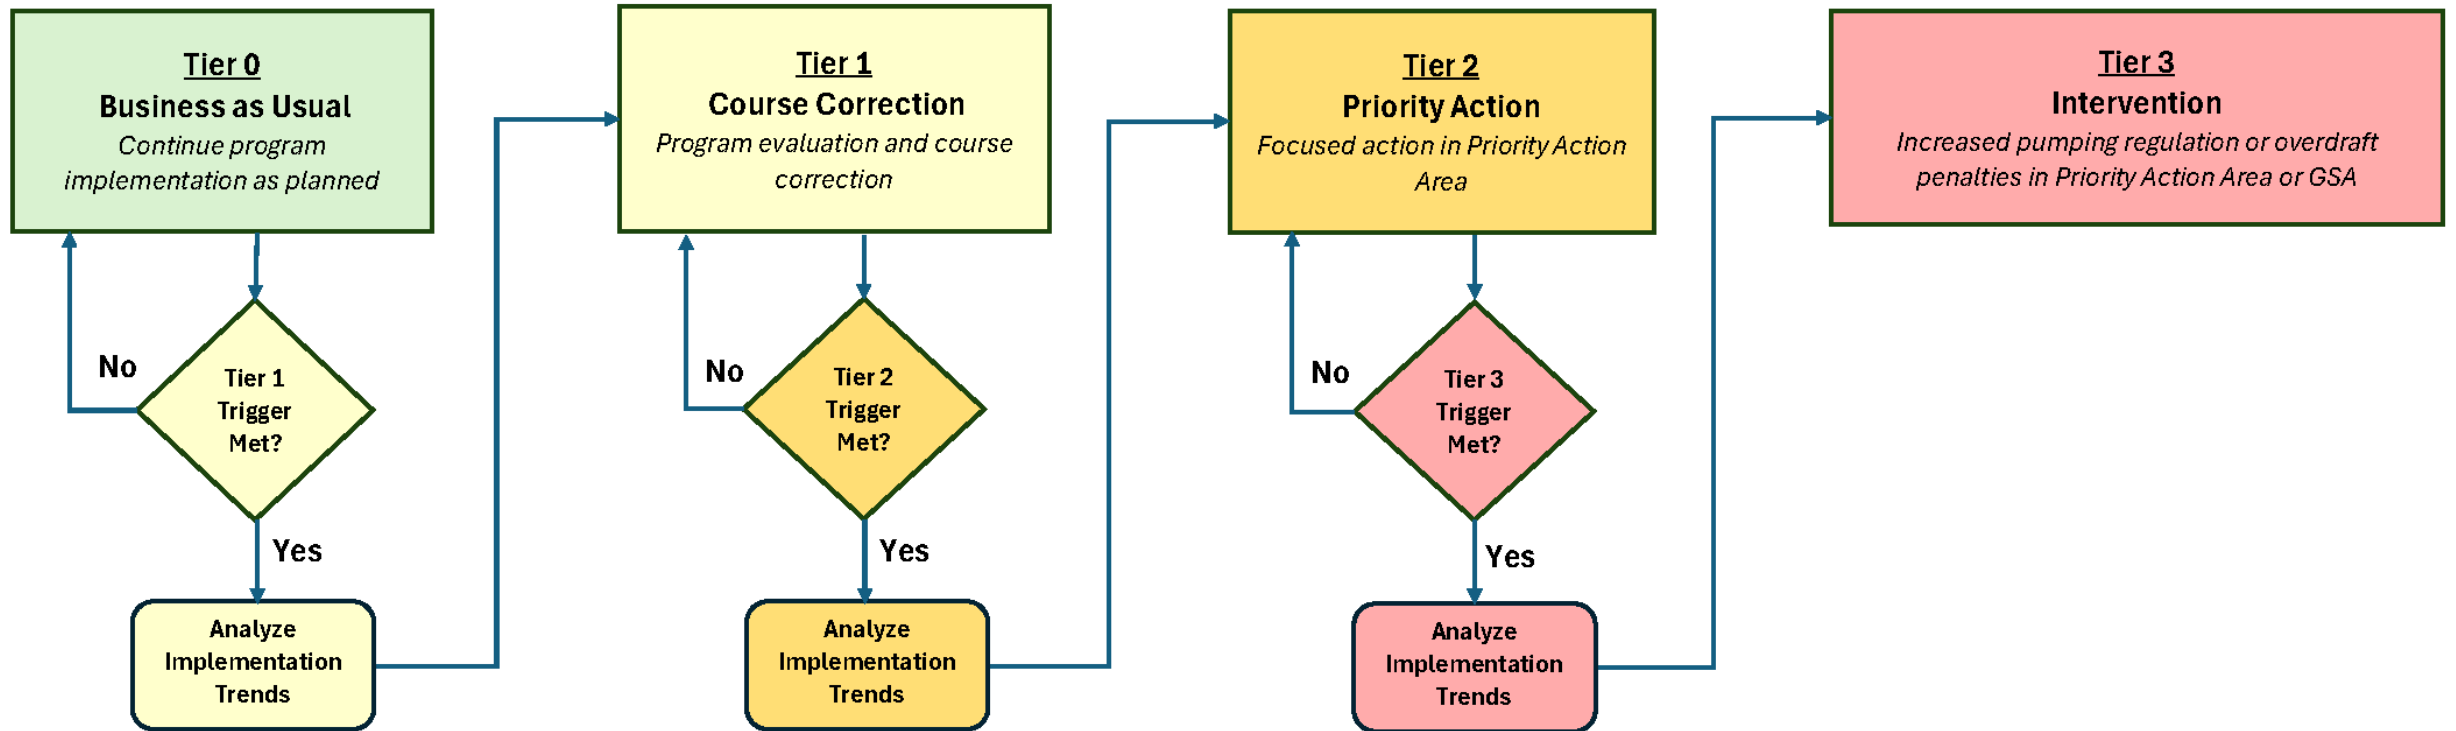 Tier 0
Business as Usual
Continue program
implementation as planned
Tier 1
Course Correction
Program evaluation and course
correction
Tier 2
Priority Action
Focused action in Priority Action
Area
Tier 3
Intervention
Increased pumping regulation or overdraft
penalties in Priority Action Area or GSA
No
Tier 1
Trigger
Met?
Yes
Analyze
Implementation
Trends
No
Tier 2
Trigger
Met?
Yes
Analyze
Implementation
Trends
No
Tier 3
Trigger
Met?
Yes
Analyze
Implementation
Trends